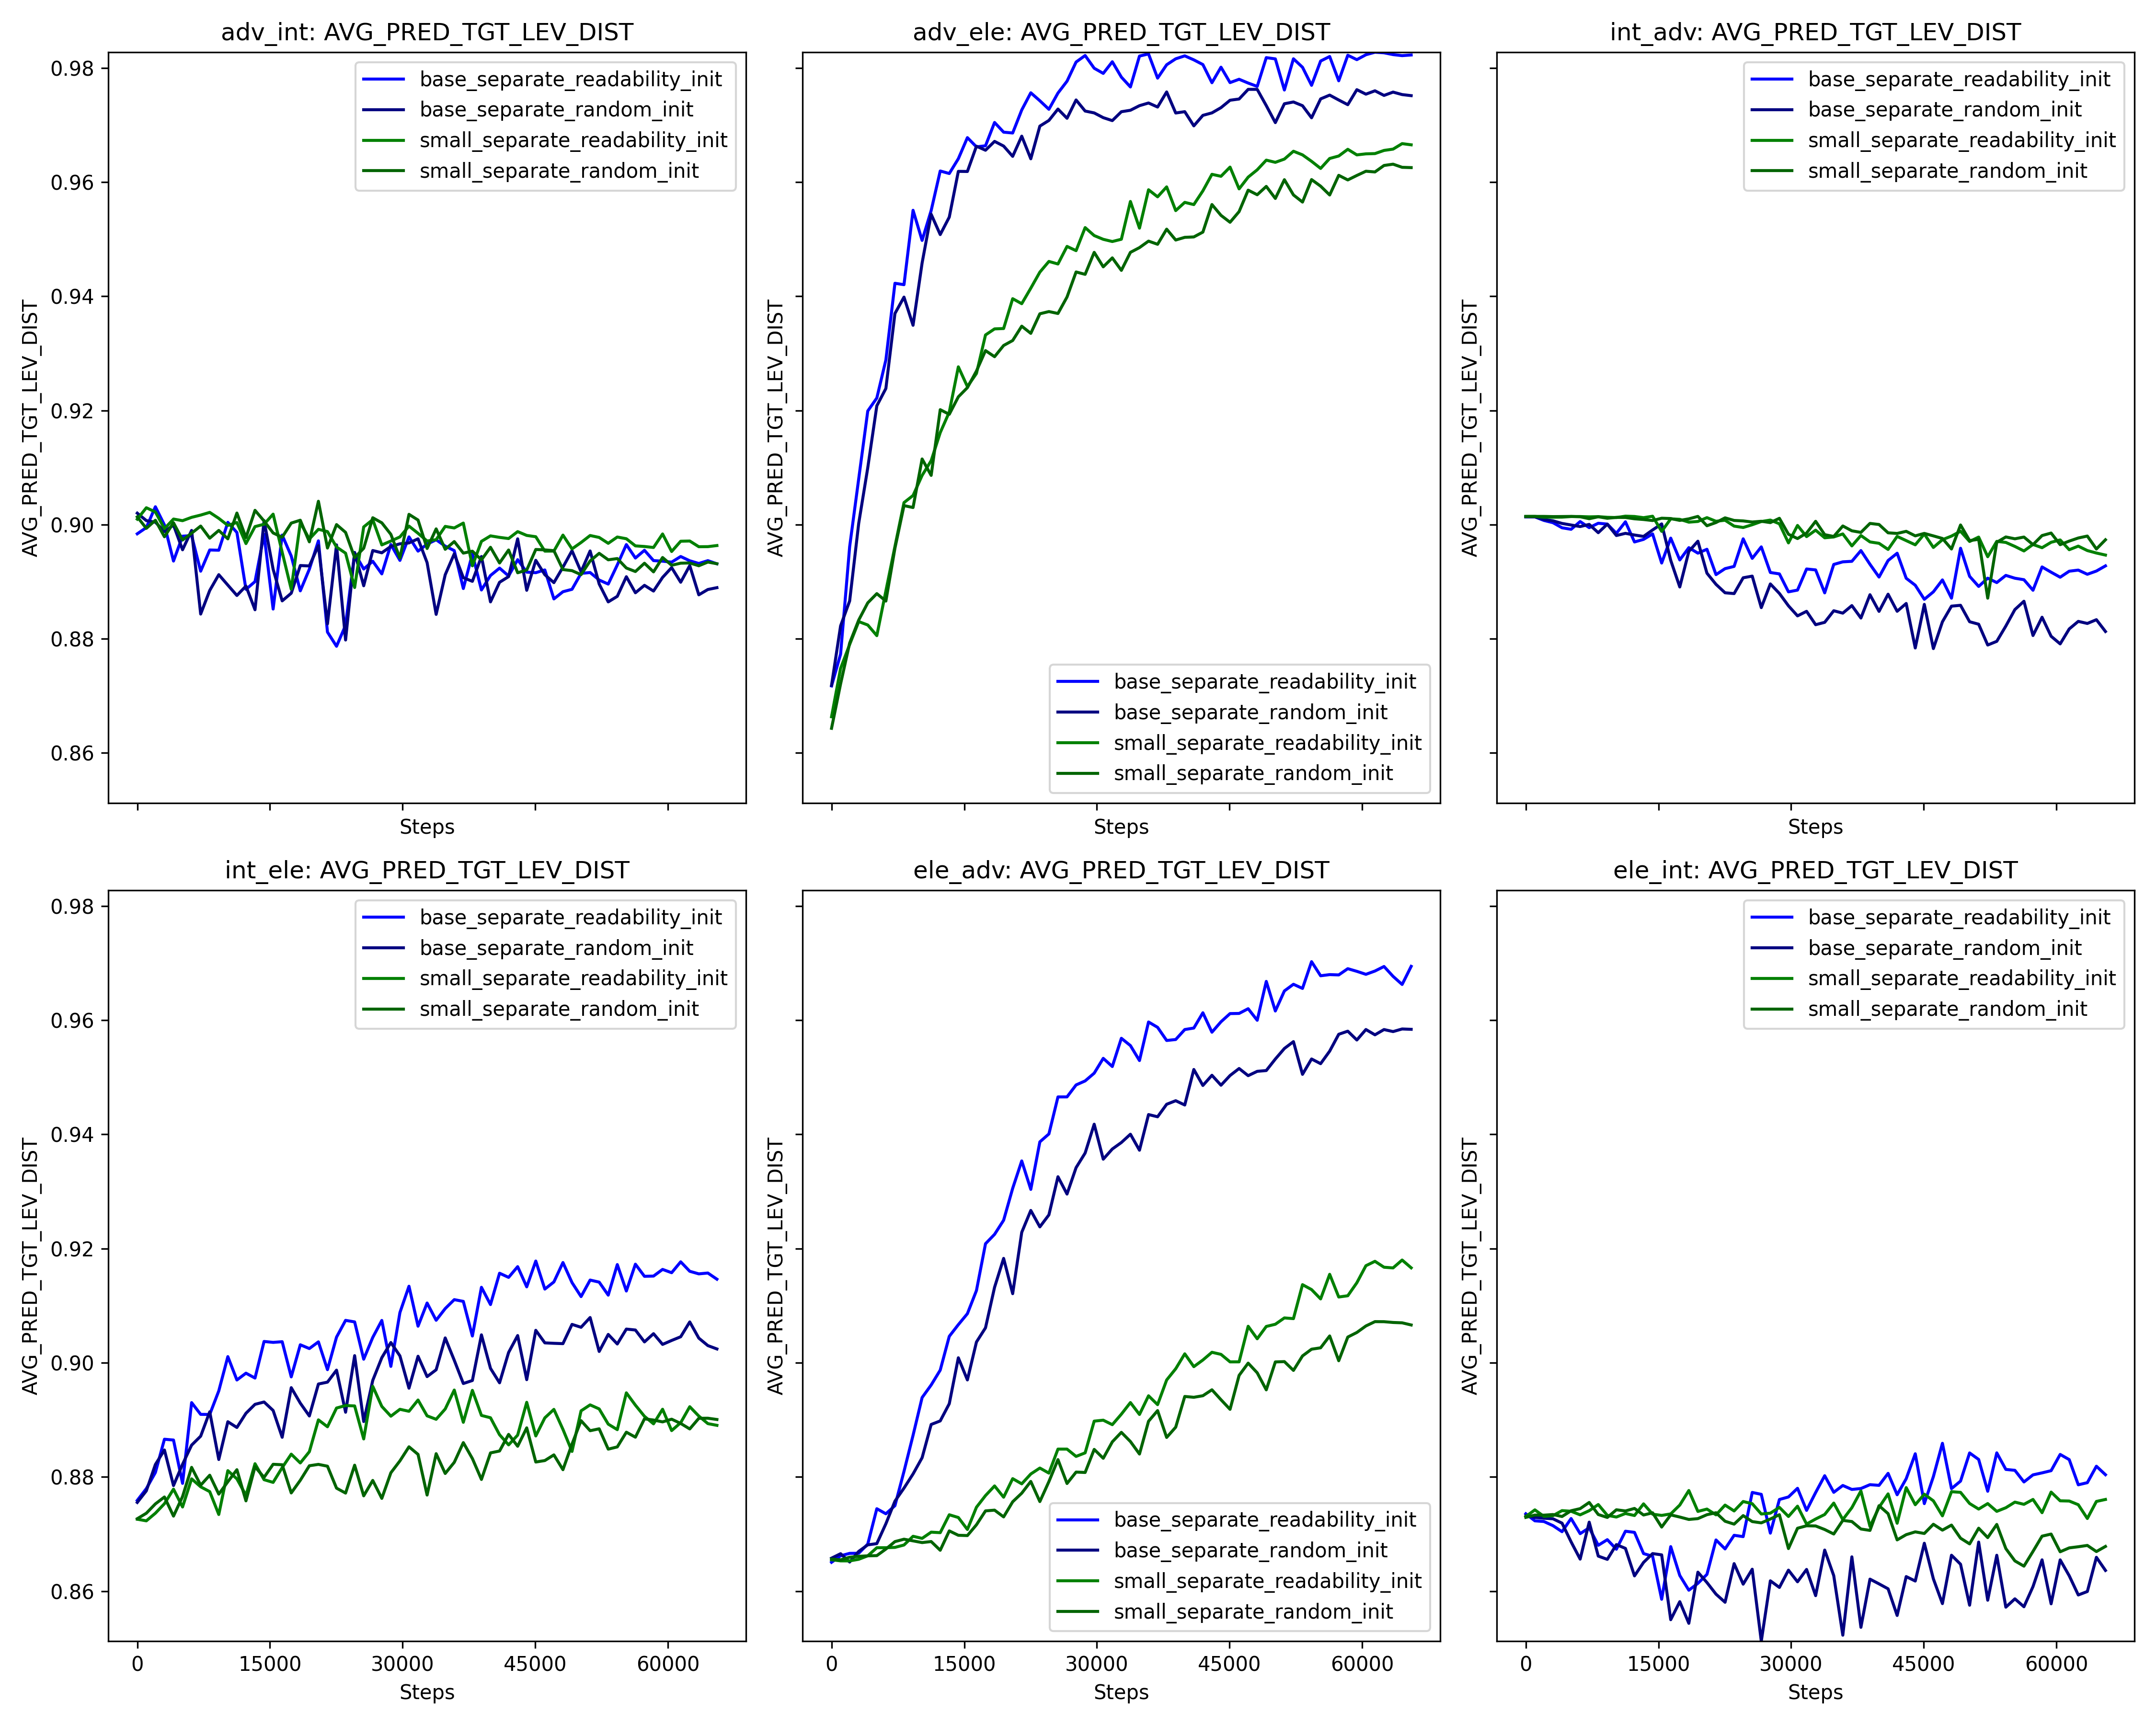 adv_int: AVG_PRED_TGT_LEV_DIST
AVG_PRED_TGT_LEV_DIST
0.98
0.96
0.94
0.92
0.90
0.88
0.86
base_separate_readability_init
base_separate_random_init
small_separate_readability_init
small_separate_random_init
Steps
adv_ele: AVG_PRED_TGT_LEV_DIST
AVG_PRED_TGT_LEV_DIST
base_separate_readability_init
base_separate_random_init
small_separate_readability_init
small_separate_random_init
Steps
int_adv: AVG_PRED_TGT_LEV_DIST
AVG_PRED_TGT_LEV_DIST
base_separate_readability_init
base_separate_random_init
small_separate_readability_init
small_separate_random_init
Steps
int_ele: AVG_PRED_TGT_LEV_DIST
AVG_PRED_TGT_LEV_DIST
0.98
0.96
0.94
0.92
0.90
0.88
0.86
base_separate_readability_init
base_separate_random_init
small_separate_readability_init
small_separate_random_init
0 15000 30000 45000 60000
Steps
ele_adv: AVG_PRED_TGT_LEV_DIST
AVG_PRED_TGT_LEV_DIST
base_separate_readability_init
base_separate_random_init
small_separate_readability_init
small_separate_random_init
0 15000 30000 45000 60000
Steps
ele_int: AVG_PRED_TGT_LEV_DIST
AVG_PRED_TGT_LEV_DIST
base_separate_readability_init
base_separate_random_init
small_separate_readability_init
small_separate_random_init
0 15000 30000 45000 60000
Steps